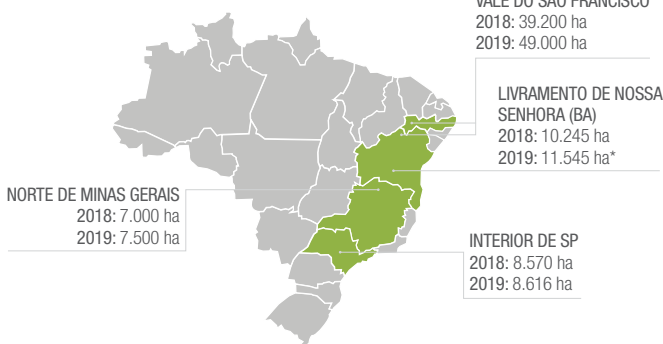 VALE DO SÃO FRANCISCO
2018: 39.200 ha
2019: 49.000 ha
LIVRAMENTO DE NOSSA
SENHORA (BA)
2018: 10.245 ha
2019: 11.545 ha*
NORTE DE MINAS GERAIS
2018: 7.000 ha
2019: 7.500 ha
INTERIOR DE SP
2018: 8.570 ha
2019: 8.616 ha